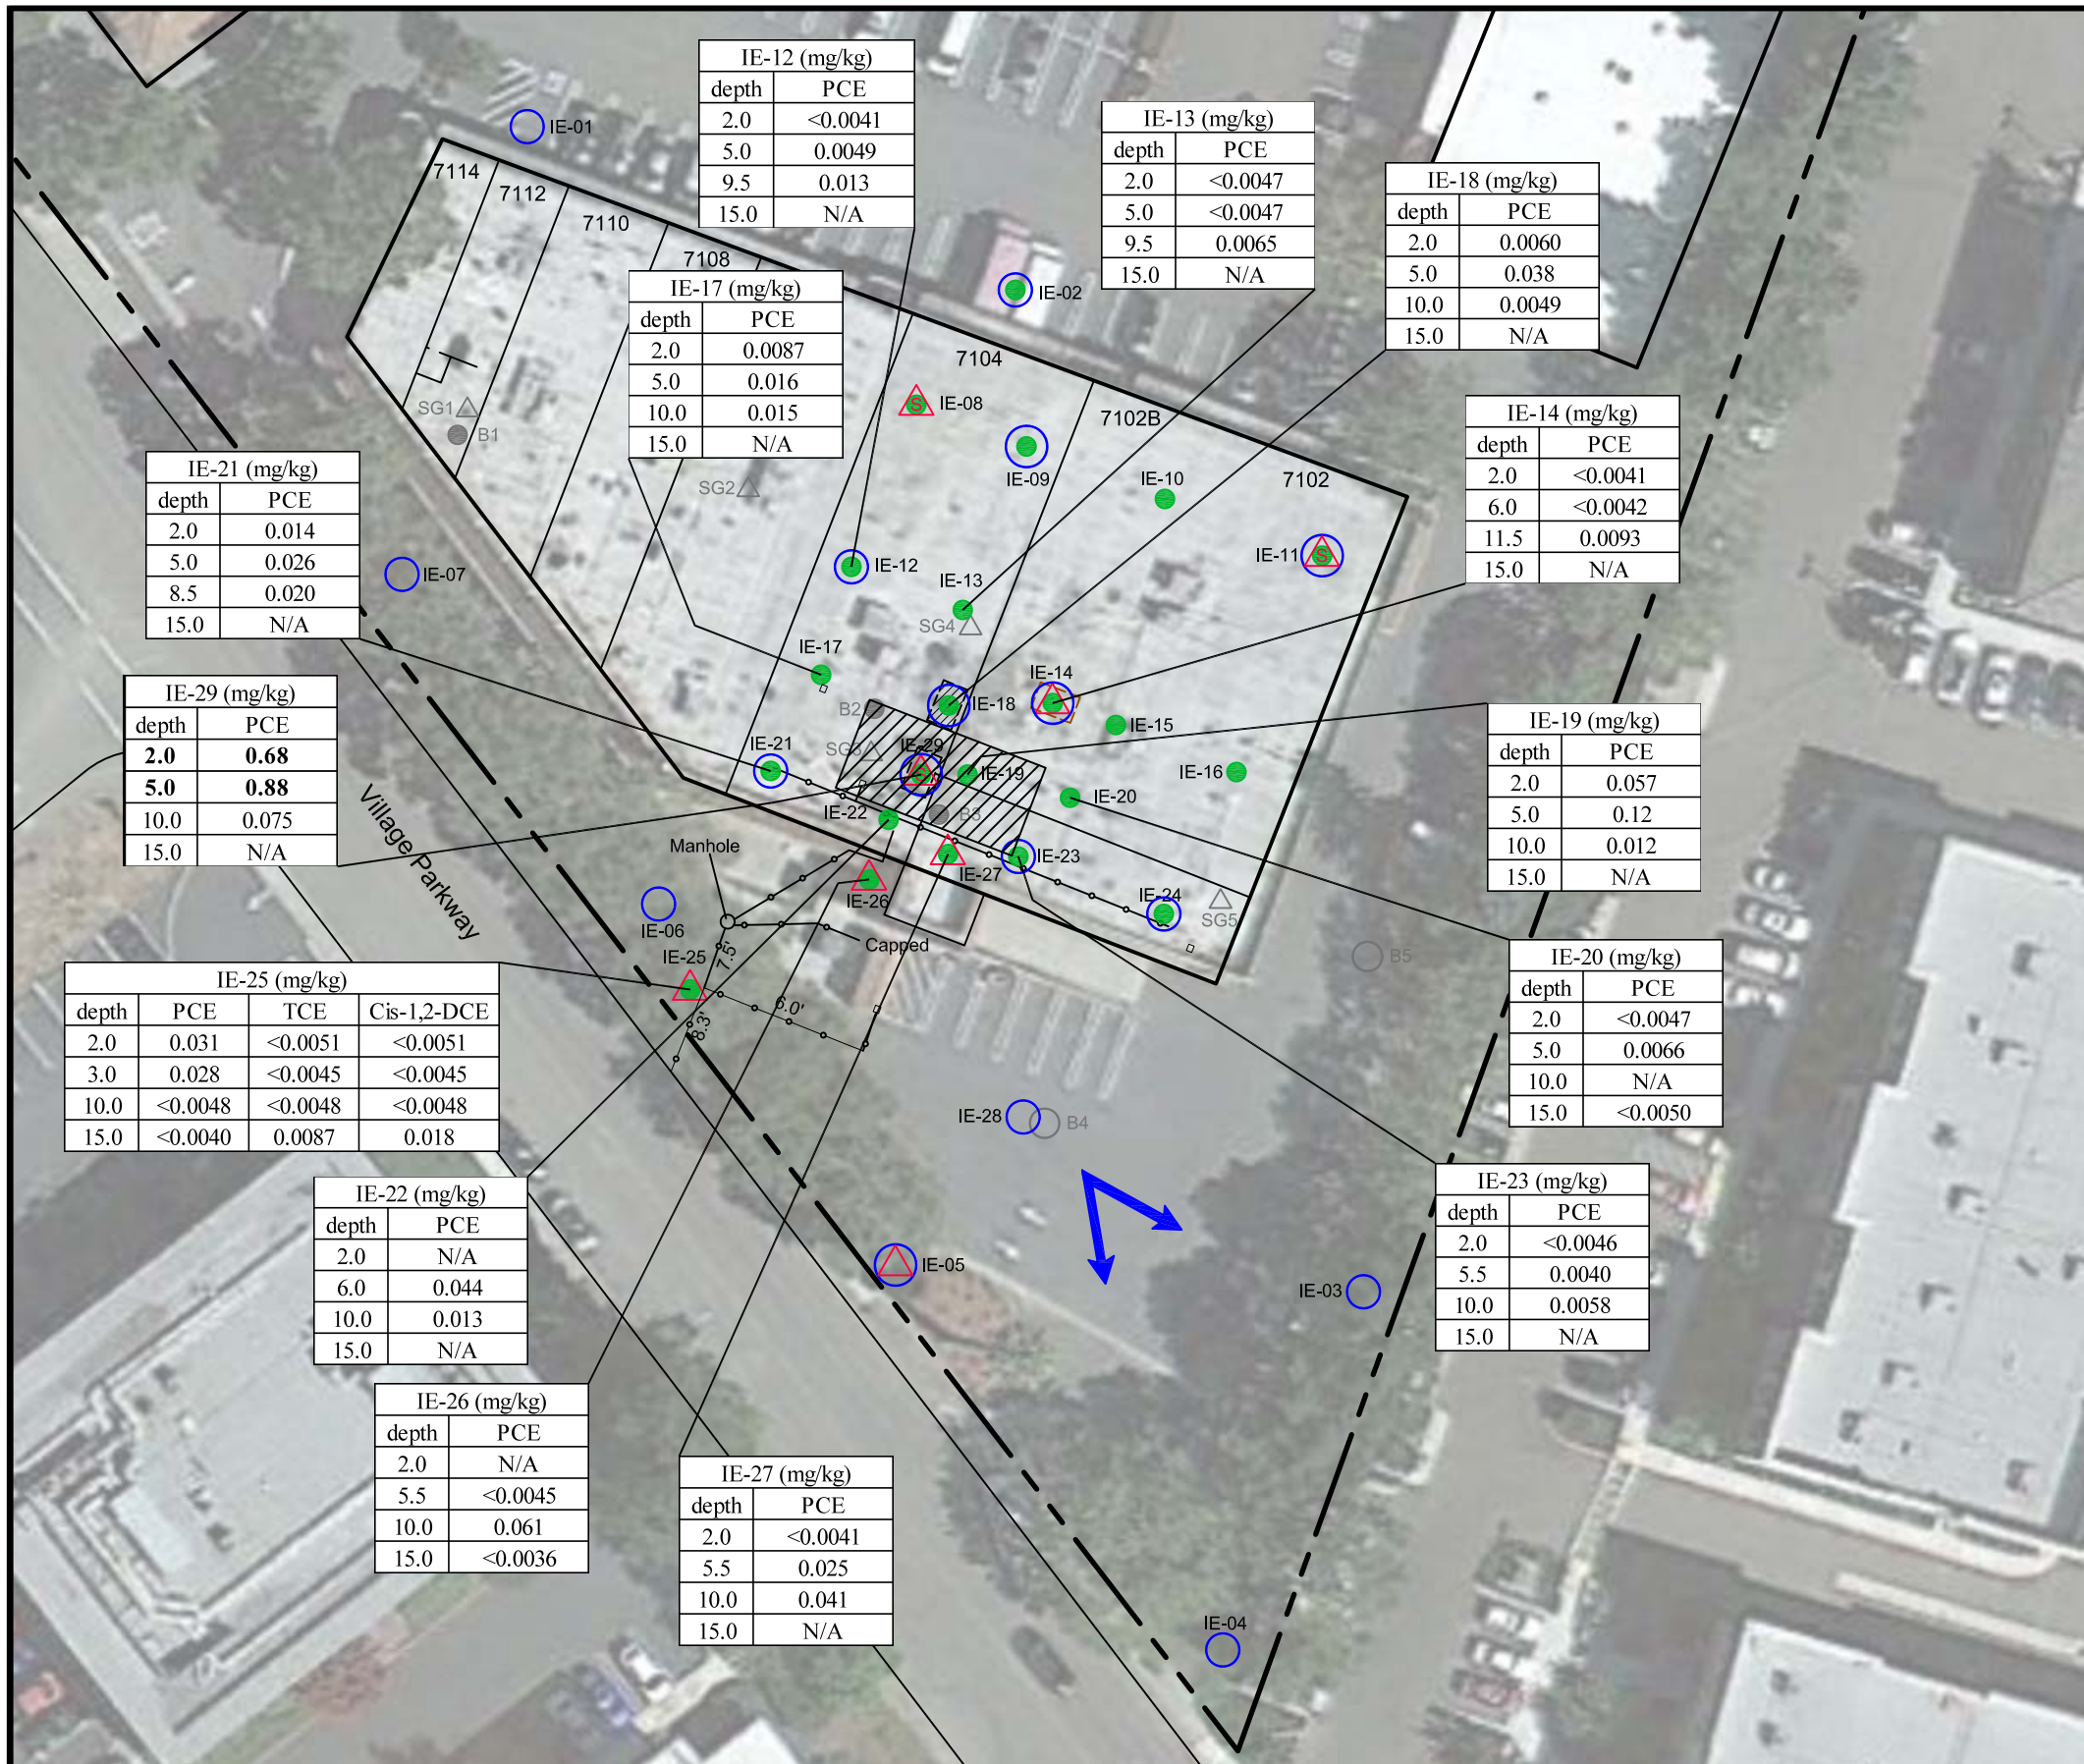 IE-12 (mg/kg)
depth PCE
2.0 <0.0041
5.0 0.0049
9.5 0.013
15.0 N/A
IE-13 (mg/kg)
depth PCE
2.0 <0.0047
5.0 <0.0047
9.5 0.0065
15.0 N/A
IE-18 (mg/kg)
depth PCE
2.0 0.0060
5.0 0.038
10.0 0.0049
15.0 N/A
IE-17 (mg/kg)
depth PCE
2.0 0.0087
5.0 0.016
10.0 0.015
15.0 N/A
IE-14 (mg/kg)
depth PCE
2.0 <0.0041
6.0 <0.0042
11.5 0.0093
15.0 N/A
IE-21 (mg/kg)
depth PCE
2.0 0.014
5.0 0.026
8.5 0.020
15.0 N/A
IE-29 (mg/kg)
depth PCE
2.0 0.68
5.0 0.88
10.0 0.075
15.0 N/A
IE-19 (mg/kg)
depth PCE
2.0 0.057
5.0 0.12
10.0 0.012
15.0 N/A
IE-20 (mg/kg)
depth PCE
2.0 <0.0047
5.0 0.0066
10.0 N/A
15.0 <0.0050
IE-25 (mg/kg)
depth PCE TCE Cis-1,2-DCE
2.0 0.031 <0.0051 <0.0051
3.0 0.028 <0.0045 <0.0045
10.0 <0.0048 <0.0048 <0.0048
15.0 <0.0040 0.0087 0.018
IE-22 (mg/kg)
depth PCE
2.0 N/A
6.0 0.044
10.0 0.013
15.0 N/A
IE-23 (mg/kg)
depth PCE
2.0 <0.0046
5.5 0.0040
10.0 0.0058
15.0 N/A
IE-26 (mg/kg)
depth PCE
2.0 N/A
5.5 <0.0045
10.0 0.061
15.0 <0.0036
IE-27 (mg/kg)
depth PCE
2.0 <0.0041
5.5 0.025
10.0 0.041
15.0 N/A
IE-01
7114
7112
7110
7108
IE-02
7104
7102B
7102
SG1
B1
IE-08
S
IE-09
IE-10
SG2
IE-11
S
IE-07
IE-12
IE-13
SG4
IE-17
IE-14
B2
IE-18
IE-15
IE-21
SG3
IE-29
S
IE-19
IE-16
IE-20
IE-22
B3
Village Parkway
Manhole
IE-27
IE-23
IE-26
IE-24
SG5
IE-06
Capped
B5
IE-25
7.5'
6.0'
8.3'
IE-28
B4
IE-05
IE-03
IE-04